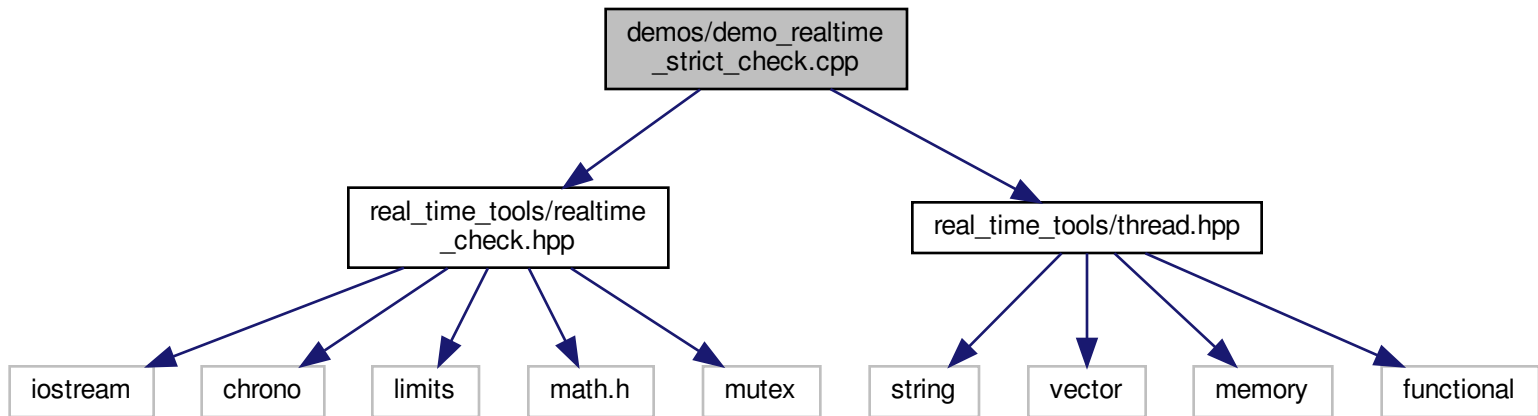 demos/demo_realtime
_strict_check.cpp
real_time_tools/realtime
_check.hpp
real_time_tools/thread.hpp
iostream
chrono
limits
math.h
mutex
string
vector
memory
functional